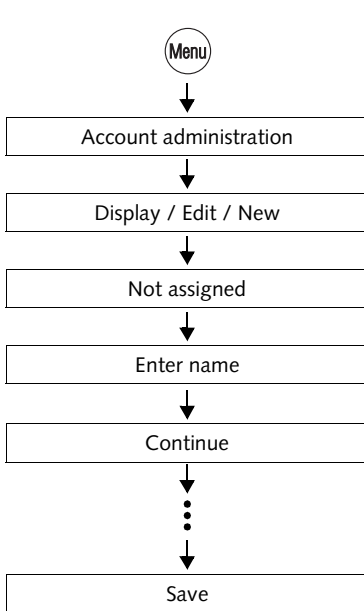 Menu
Account administration
Display / Edit / New
Not assigned
Enter name
Continue
Save